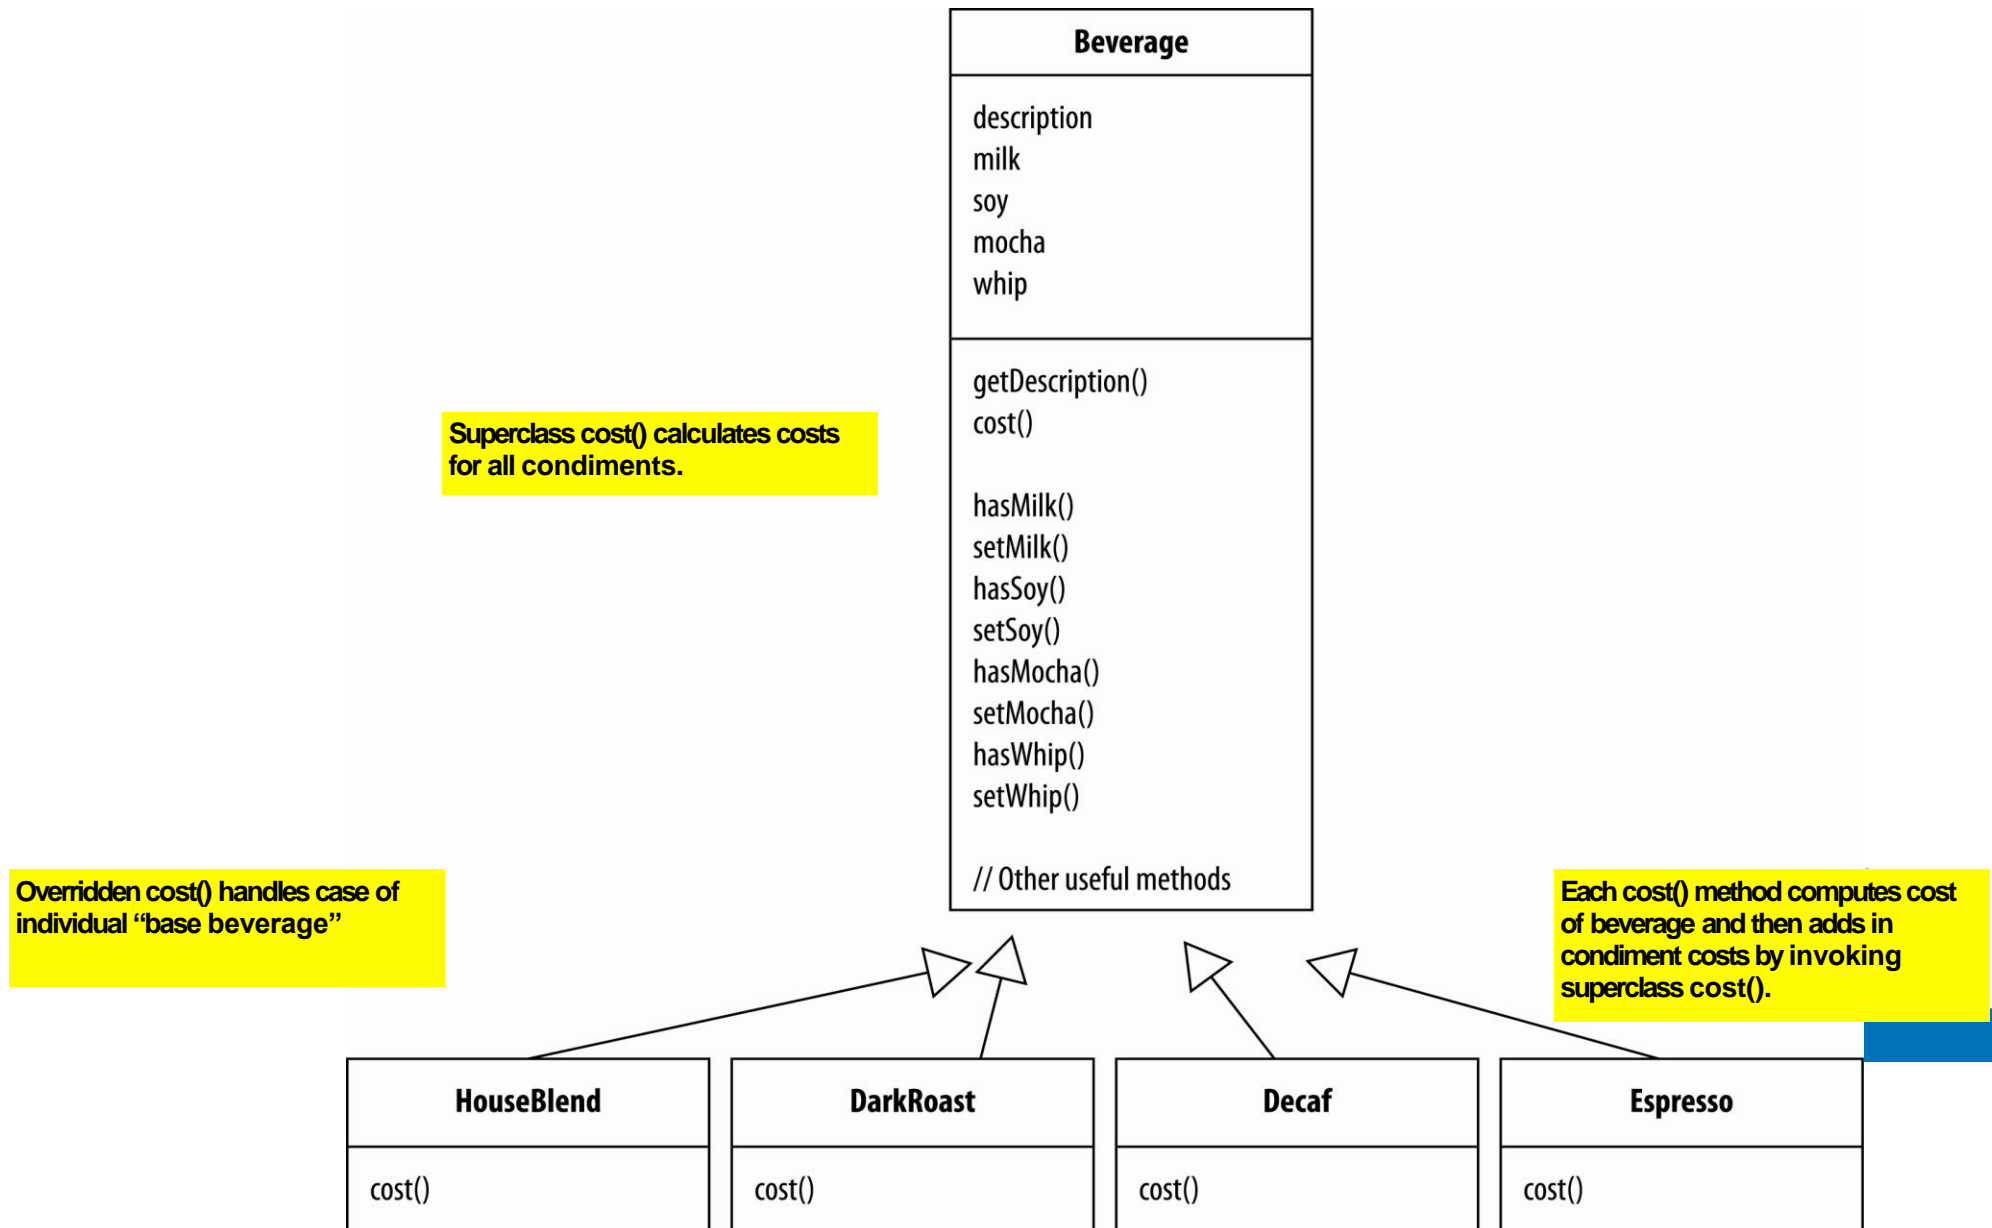 Beverage
description
milk
soy
mocha
whip
getDescription()
cost()
hasMilk()
setMilk()
hasSoy()
setSoy()
hasMocha()
setMocha()
hasWhip()
setWhip()
// Other useful methods
Superclass cost() calculates costs
for all condiments.
Overridden cost() handles case of
individual “base beverage”
Each cost() method computes cost
of beverage and then adds in
condiment costs by invoking
superclass cost().
HouseBlend
cost()
DarkRoast
cost()
Decaf
cost()
Espresso
cost()